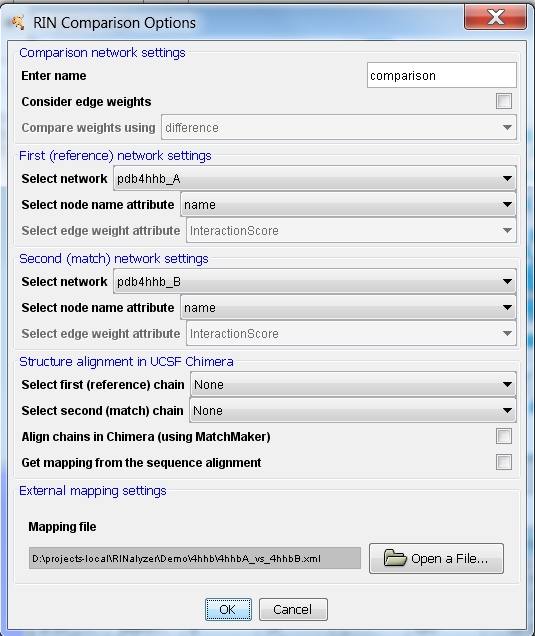 RIN Comparison Options
Comparison network settings
Enter name comparison
Consider edge weights
Compare weights using difference
First (reference) network settings
Select network pdb4hhb_A
Select node name attribute name
Select edge weight attribute InteractionScore
Second (match) network settings
Select network pdb4hhb_B
Select node name attribute name
Select edge weight attribute InteractionScore
Structure alignment in UCSF Chimera
Select first (reference) chain None
Select second (match) chain None
Align chains in Chimera (using MatchMaker)
Get mapping from the sequence alignment
External mapping settings
Mapping file
D:\projects-local\RINalyzer\Demo\4hhb\4hhbA_vs_4hhbB.xml Open a File...
OK Cancel